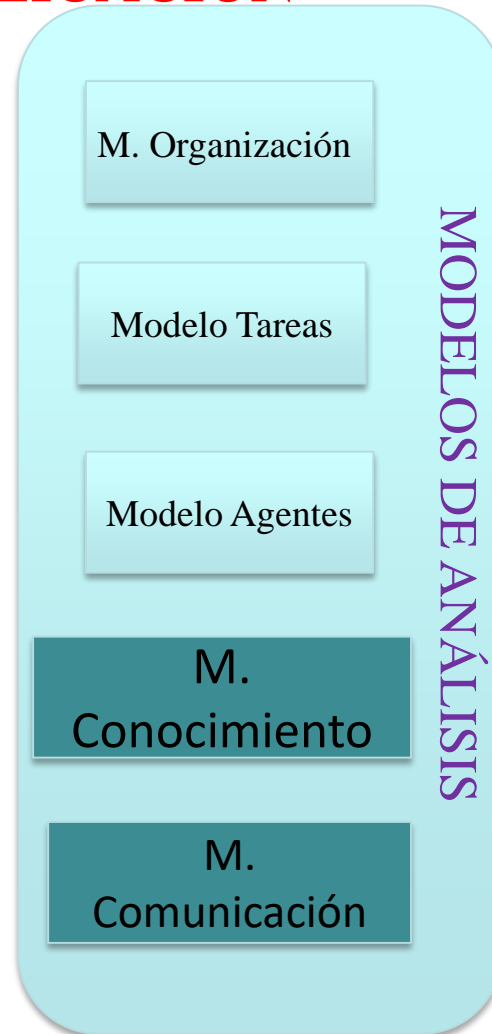 M. Organización
Modelo Tareas
Modelo Agentes
M.
Conocimiento
M.
Comunicación
MODELOS DE ANÁLISIS